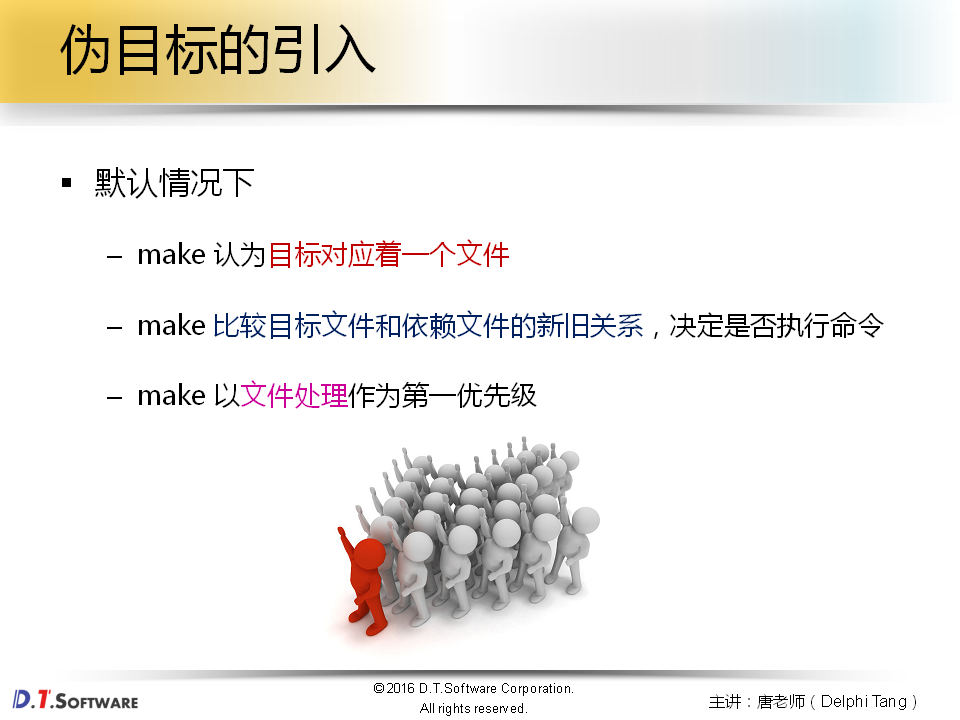 伪目标的引入
▪ 默认情况下
– make 认为目标对应着一个文件
– make 比较目标文件和依赖文件的新旧关系，决定是否执行命令
– make 以文件处理作为第一优先级
D.T.SOFTWARE
©2016 D.T.Software Corporation.
All rights reserved.
主讲：唐老师（Delphi Tang）